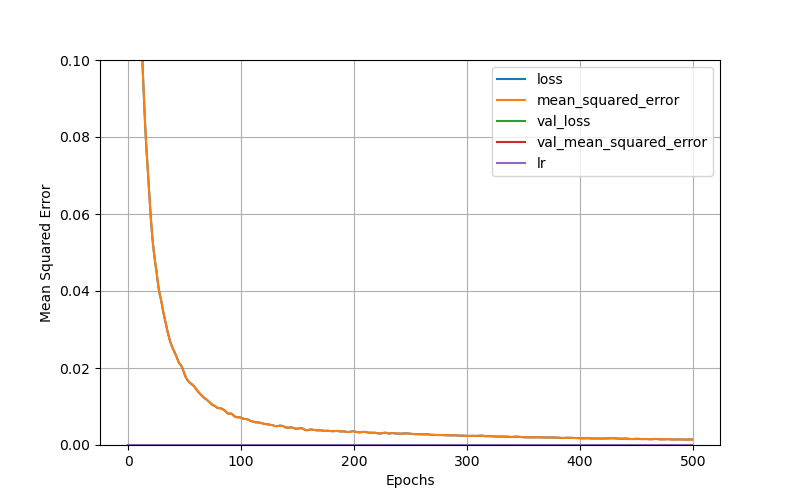 0.10
0.08
0.06
0.04
0.02
0.00
Mean Squared Error
loss
mean_squared_error
val_loss
val_mean_squared_error
lr
0 100 200 300 400 500
Epochs